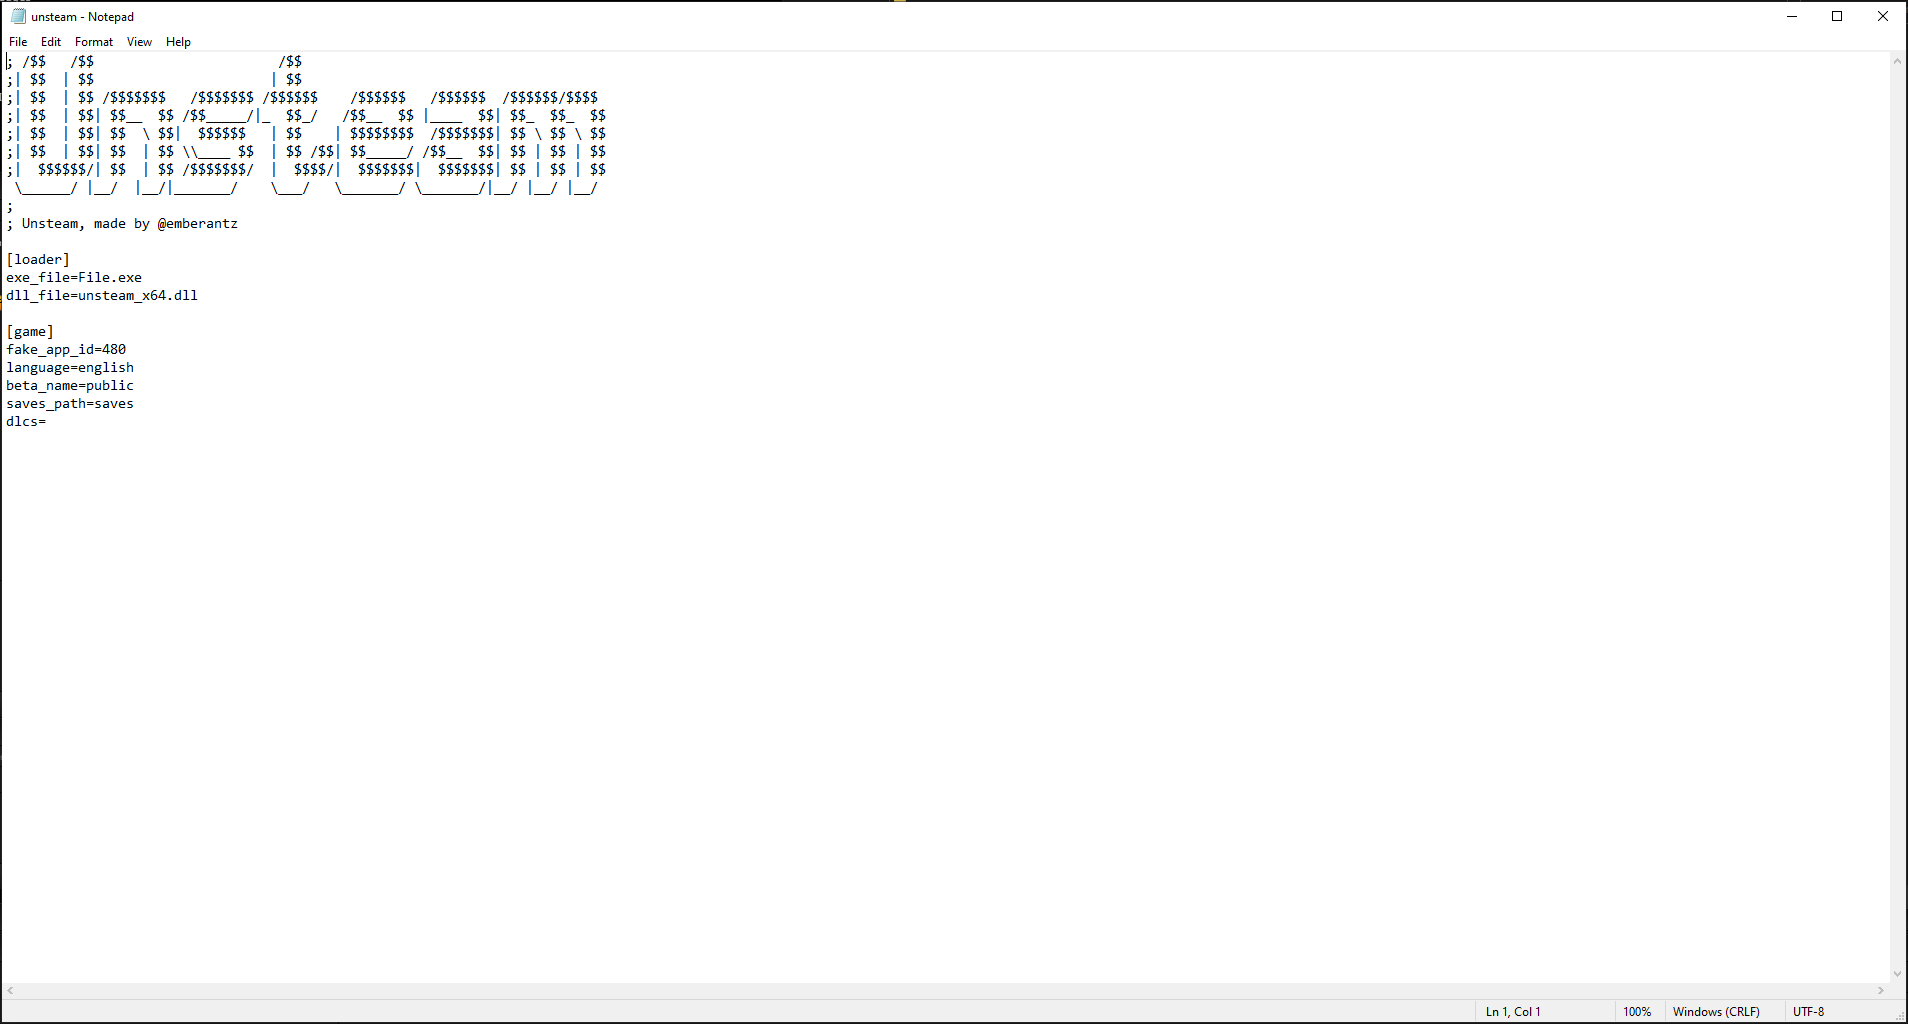 unsteam - Notepad
File Edit Format View Help
; /$$   /$$                       /$$
;| $$  | $$                      | $$
;| $$  | $$ /$$$$$$$   /$$$$$$$ /$$$$$$    /$$$$$$   /$$$$$$  /$$$$$$/$$$$
;| $$  | $$| $$__  $$ /$$_____/|_  $$_/   /$$__  $$ |____  $$| $$_  $$_  $$
;| $$  | $$| $$  \ $$|  $$$$$$   | $$    | $$$$$$$$  /$$$$$$$| $$ \ $$ \ $$
;| $$  | $$| $$  | $$ \\____ $$  | $$ /$$| $$_____/ /$$__  $$| $$ | $$ | $$
;|  $$$$$$/| $$  | $$ /$$$$$$$/  |  $$$$/|  $$$$$$$|  $$$$$$$| $$ | $$ | $$
 \______/ |__/  |__/|_______/    \___/   \_______/ \_______/|__/ |__/ |__/
;
; Unsteam, made by @emberantz
[loader]
exe_file=File.exe
dll_file=unsteam_x64.dll
[game]
fake_app_id=480
language=english
beta_name=public
saves_path=saves
dlcs=
Ln 1, Col 1 100% Windows (CRLF) UTF-8